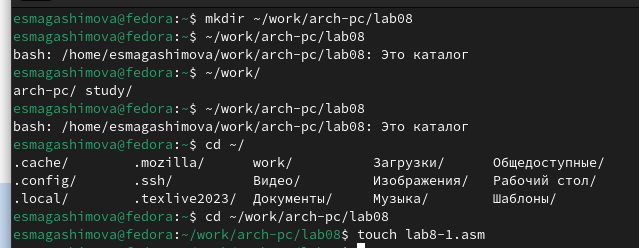 esmagashimova@fedora:~$ mkdir ~/work/arch-pc/lab08
esmagashimova@fedora:~$ ~/work/arch-pc/lab08
bash: /home/esmagashimova/work/arch-pc/lab08: Это каталог
esmagashimova@fedora:~$ ~/work/
arch-pc/ study/
esmagashimova@fedora:~$ ~/work/arch-pc/lab08
bash: /home/esmagashimova/work/arch-pc/lab08: Это каталог
esmagashimova@fedora:~$ cd ~/
.cache/ .mozilla/ work/ Загрузки/ Общедоступные/
.config/ .ssh/ Видео/ Изображения/ Рабочий стол/
.local/ .texlive2023/ Документы/ Музыка/ Шаблоны/
esmagashimova@fedora:~$ cd ~/work/arch-pc/lab08
esmagashimova@fedora:~/work/arch-pc/lab08$ touch lab8-1.asm